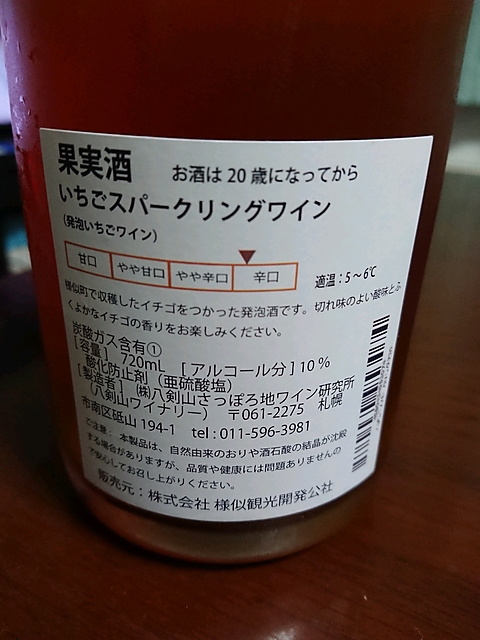 果実酒 お酒は20歳になってから
いちごスパークリングワイン
(発泡いちごワイン)
甘口 やや甘口 やや辛口 辛口 適温:5~6℃
様似町で収穫したイチゴをつかった発泡酒です。切れ味のよい酸味とふ
くよかなイチゴの香りをお楽しみください。
炭酸ガス含有①
[容量] 720mL [アルコール分]10%
酸化防止剤(亜硫酸塩)
[製造者] ㈱八剣山さっぽろ地ワイン研究所
(八剣山ワイナリー) 〒061-2275 札幌
市南区砥山194-1 tel:011-596-3981
ご注意: 本製品は、自然由来のおりや酒石酸の結晶が沈殿
する場合がありますが、品質や健康には問題ありませんの
で安心してお召し上がりください。
販売元:株式会社 様似観光開発公社